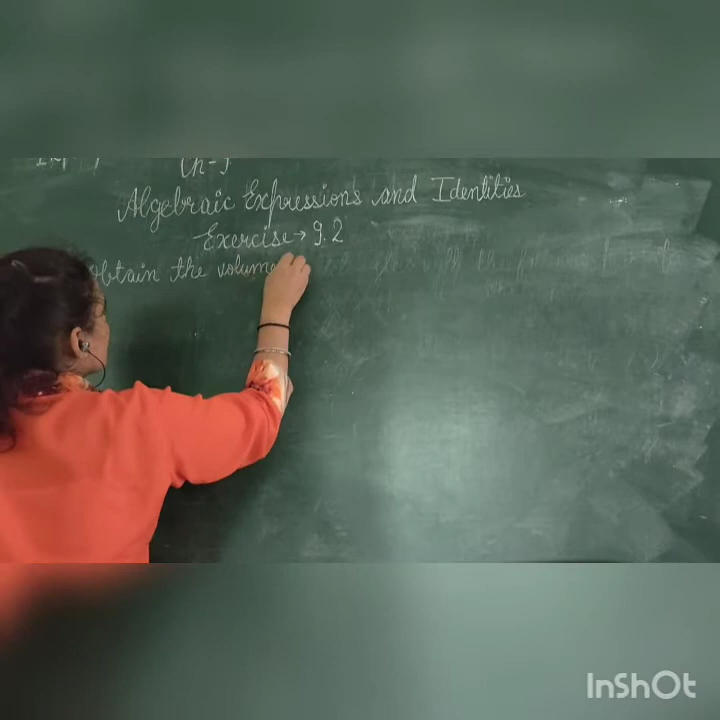 Ch-9
Algebraic Expressions and Identities
Exercise→9.2
Obtain the volume
InShOt